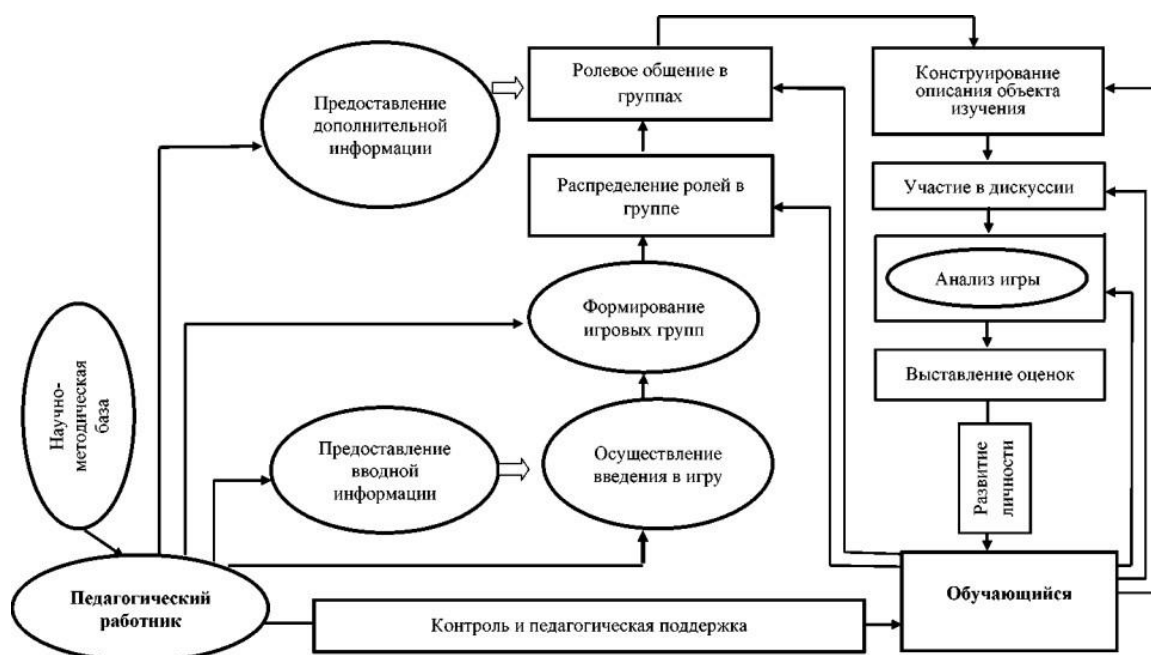 Предоставление
дополнительной
информации
Ролевое общение в
группах
Конструирование
описания объекта
изучения
Распределение ролей в
группе
Участие в дискуссии
Формирование
игровых групп
Анализ игры
Научно-
методическая
база
Выставление оценок
Предоставление
вводной
информации
Осуществление
введения в игру
Развитие
личности
Педагогический
работник
Контроль и педагогическая поддержка
Обучающийся